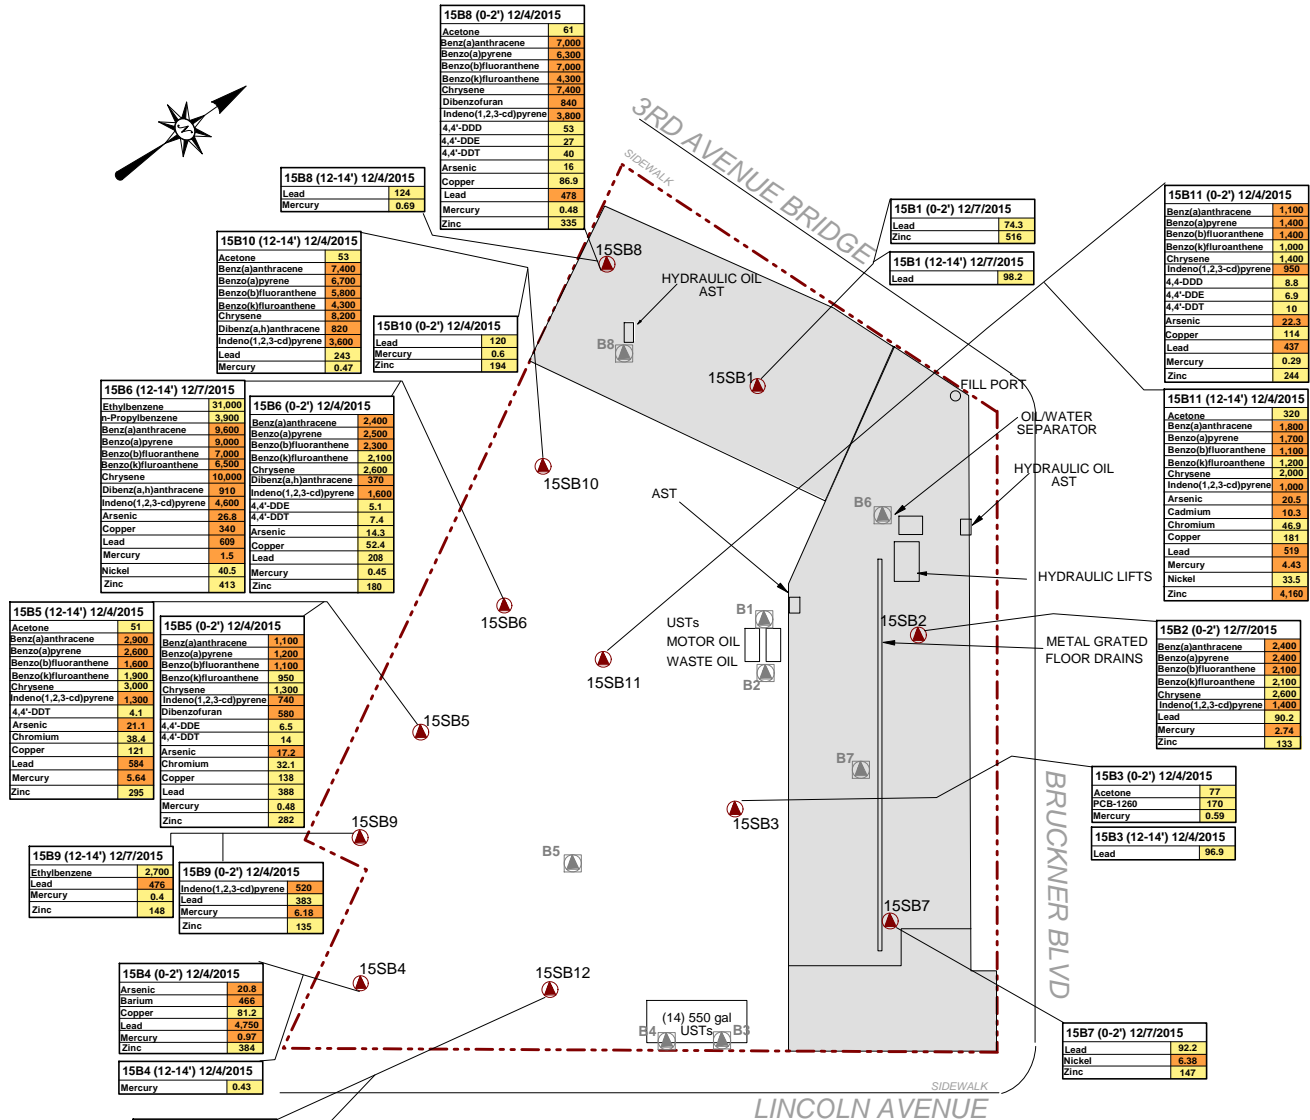 15B8 (0-2') 12/4/2015
Acetone 61
Benz(a)anthracene 7,000
Benzo(a)pyrene 6,300
Benzo(b)fluoranthene 7,000
Benzo(k)fluroanthene 4,300
Chrysene 7,400
Dibenzofuran 840
Indeno(1,2,3-cd)pyrene 3,800
4,4'-DDD 53
4,4'-DDE 27
4,4'-DDT 40
Arsenic 16
Copper 86.9
Lead 478
Mercury 0.48
Zinc 335
15B8 (12-14') 12/4/2015
Lead 124
Mercury 0.69
15B10 (12-14') 12/4/2015
Acetone 53
Benz(a)anthracene 7,400
Benzo(a)pyrene 6,700
Benzo(b)fluoranthene 5,800
Benzo(k)fluroanthene 4,300
Chrysene 8,200
Dibenz(a,h)anthracene 820
Indeno(1,2,3-cd)pyrene 3,600
Lead 243
Mercury 0.47
15B10 (0-2') 12/4/2015
Lead 120
Mercury 0.6
Zinc 194
15B6 (12-14') 12/7/2015
Ethylbenzene 31,000
n-Propylbenzene 3,900
Benz(a)anthracene 9,600
Benzo(a)pyrene 9,000
Benzo(b)fluoranthene 7,000
Benzo(k)fluroanthene 6,500
Chrysene 10,000
Dibenz(a,h)anthracene 910
Indeno(1,2,3-cd)pyrene 4,600
Arsenic 26.8
Copper 340
Lead 609
Mercury 1.5
Nickel 40.5
Zinc 413
15B6 (0-2') 12/4/2015
Benz(a)anthracene 2,400
Benzo(a)pyrene 2,500
Benzo(b)fluoranthene 2,300
Benzo(k)fluroanthene 2,100
Chrysene 2,600
Dibenz(a,h)anthracene 370
Indeno(1,2,3-cd)pyrene 1,600
4,4'-DDE 5.1
4,4'-DDT 7.4
Arsenic 14.3
Copper 52.4
Lead 208
Mercury 0.45
Zinc 180
15B5 (12-14') 12/4/2015
Acetone 51
Benz(a)anthracene 2,900
Benzo(a)pyrene 2,600
Benzo(b)fluoranthene 1,600
Benzo(k)fluroanthene 1,900
Chrysene 3,000
Indeno(1,2,3-cd)pyrene 1,300
4,4'-DDT 4.1
Arsenic 21.1
Chromium 38.4
Copper 121
Lead 584
Mercury 5.64
Zinc 295
15B5 (0-2') 12/4/2015
Benz(a)anthracene 1,100
Benzo(a)pyrene 1,200
Benzo(b)fluoranthene 1,100
Benzo(k)fluroanthene 950
Chrysene 1,300
Indeno(1,2,3-cd)pyrene 740
Dibenzofuran 580
4,4'-DDE 6.5
4,4'-DDT 14
Arsenic 17.2
Chromium 32.1
Copper 138
Lead 388
Mercury 0.48
Zinc 282
15B9 (12-14') 12/7/2015
Ethylbenzene 2,700
Lead 476
Mercury 0.4
Zinc 148
15B9 (0-2') 12/4/2015
Indeno(1,2,3-cd)pyrene 520
Lead 383
Mercury 6.18
Zinc 135
15B4 (0-2') 12/4/2015
Arsenic 20.8
Barium 466
Copper 81.2
Lead 4,750
Mercury 0.97
Zinc 384
15B4 (12-14') 12/4/2015
Mercury 0.43
15B1 (0-2') 12/7/2015
Lead 74.3
Zinc 516
15B1 (12-14') 12/7/2015
Lead 98.2
15B11 (0-2') 12/4/2015
Benz(a)anthracene 1,100
Benzo(a)pyrene 1,400
Benzo(b)fluoranthene 1,400
Benzo(k)fluroanthene 1,000
Chrysene 1,400
Indeno(1,2,3-cd)pyrene 950
4,4-DDD 8.8
4,4'-DDE 6.9
4,4'-DDT 10
Arsenic 22.3
Copper 114
Lead 437
Mercury 0.29
Zinc 244
15B11 (12-14') 12/4/2015
Acetone 320
Benz(a)anthracene 1,800
Benzo(a)pyrene 1,700
Benzo(b)fluoranthene 1,100
Benzo(k)fluroanthene 1,200
Chrysene 2,000
Indeno(1,2,3-cd)pyrene 1,000
Arsenic 20.5
Cadmium 10.3
Chromium 46.9
Copper 181
Lead 519
Mercury 4.43
Nickel 33.5
Zinc 4,160
15B2 (0-2') 12/7/2015
Benz(a)anthracene 2,400
Benzo(a)pyrene 2,400
Benzo(b)fluoranthene 2,100
Benzo(k)fluroanthene 2,100
Chrysene 2,600
Indeno(1,2,3-cd)pyrene 1,400
Lead 90.2
Mercury 2.74
Zinc 133
15B3 (0-2') 12/4/2015
Acetone 77
PCB-1260 170
Mercury 0.59
15B3 (12-14') 12/4/2015
Lead 96.9
15B7 (0-2') 12/7/2015
Lead 92.2
Nickel 6.38
Zinc 147
3RD AVENUE BRIDGE
SIDEWALK
15SB8
HYDRAULIC OIL
AST
B8
15SB1
FILL PORT
OIL/WATER
SEPARATOR
HYDRAULIC OIL
AST
15SB10
AST
B6
HYDRAULIC LIFTS
15SB6
B1
USTs
MOTOR OIL
WASTE OIL
B2
15SB2
METAL GRATED
FLOOR DRAINS
15SB11
15SB5
B7
15SB3
15SB9
B5
15SB7
BRUCKNER BLVD
15SB4
15SB12
(14) 550 gal
USTs
B4
B3
SIDEWALK
LINCOLN AVENUE